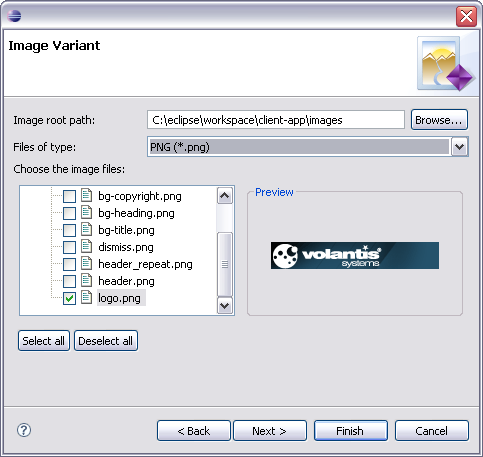 Image Variant
Image root path: C:\eclipse\workspace\client-app\images Browse...
Files of type: PNG (*.png)
Choose the image files:
Preview
bg-copyright.png
bg-heading.png
bg-title.png
dismiss.png
header_repeat.png
header.png
logo.png
volantis
systems
Select all Deselect all
? < Back Next > Finish Cancel